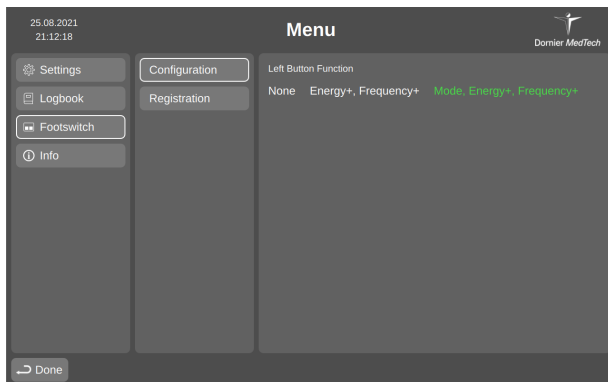 25.08.2021
21:12:18
Menu
Dornier MedTech
Settings
Logbook
Footswitch
Info
Configuration
Registration
Left Button Function
None Energy+, Frequency+ Mode, Energy+, Frequency+
Done